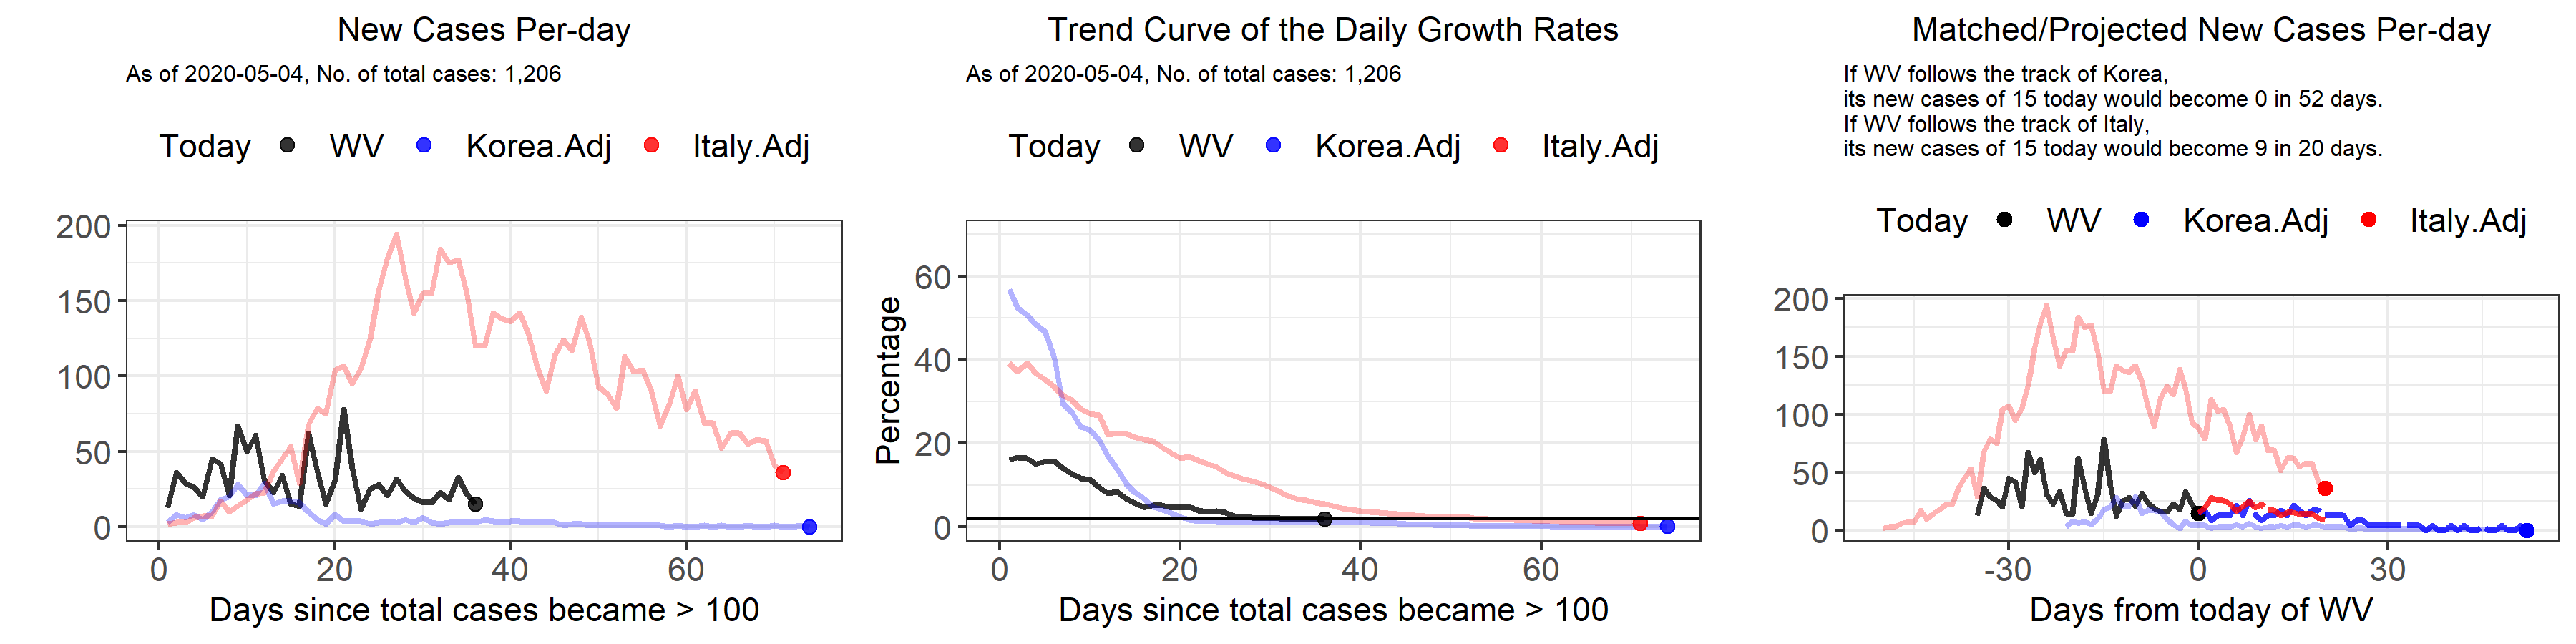 New Cases Per-day
As of 2020-05-04, No. of total cases: 1,206
Today WV Korea.Adj Italy.Adj
200
150
100
50
0
0 20 40 60
Days since total cases became > 100
Trend Curve of the Daily Growth Rates
As of 2020-05-04, No. of total cases: 1,206
Today WV Korea.Adj Italy.Adj
Percentage
60
40
20
0
0 20 40 60
Days since total cases became > 100
Matched/Projected New Cases Per-day
If WV follows the track of Korea,
its new cases of 15 today would become 0 in 52 days.
If WV follows the track of Italy,
its new cases of 15 today would become 9 in 20 days.
Today WV Korea.Adj Italy.Adj
200
150
100
50
0
-30 0 30
Days from today of WV